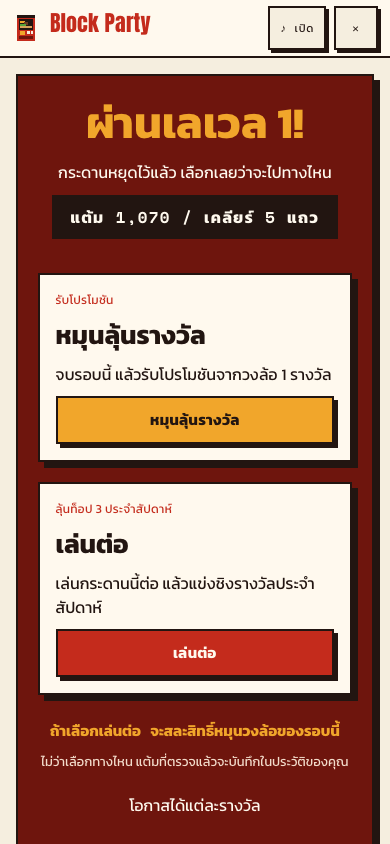 Block Party
♪ เปิด
×
ผ่านเลเวล 1!
กระดานหยุดไว้แล้ว เลือกเลยว่าจะไปทางไหน
แต้ม 1,070 / เคลียร์ 5 แถว
รับโปรโมชัน
หมุนลุ้นรางวัล
จบรอบนี้ แล้วรับโปรโมชันจากวงล้อ 1 รางวัล
หมุนลุ้นรางวัล
ลุ้นท็อป 3 ประจำสัปดาห์
เล่นต่อ
เล่นกระดานนี้ต่อ แล้วแข่งชิงรางวัลประจำ
สัปดาห์
เล่นต่อ
ถ้าเลือกเล่นต่อ จะสละสิทธิ์หมุนวงล้อของรอบนี้
ไม่ว่าเลือกทางไหน แต้มที่ตรวจแล้วจะบันทึกในประวัติของคุณ
โอกาสได้แต่ละรางวัล